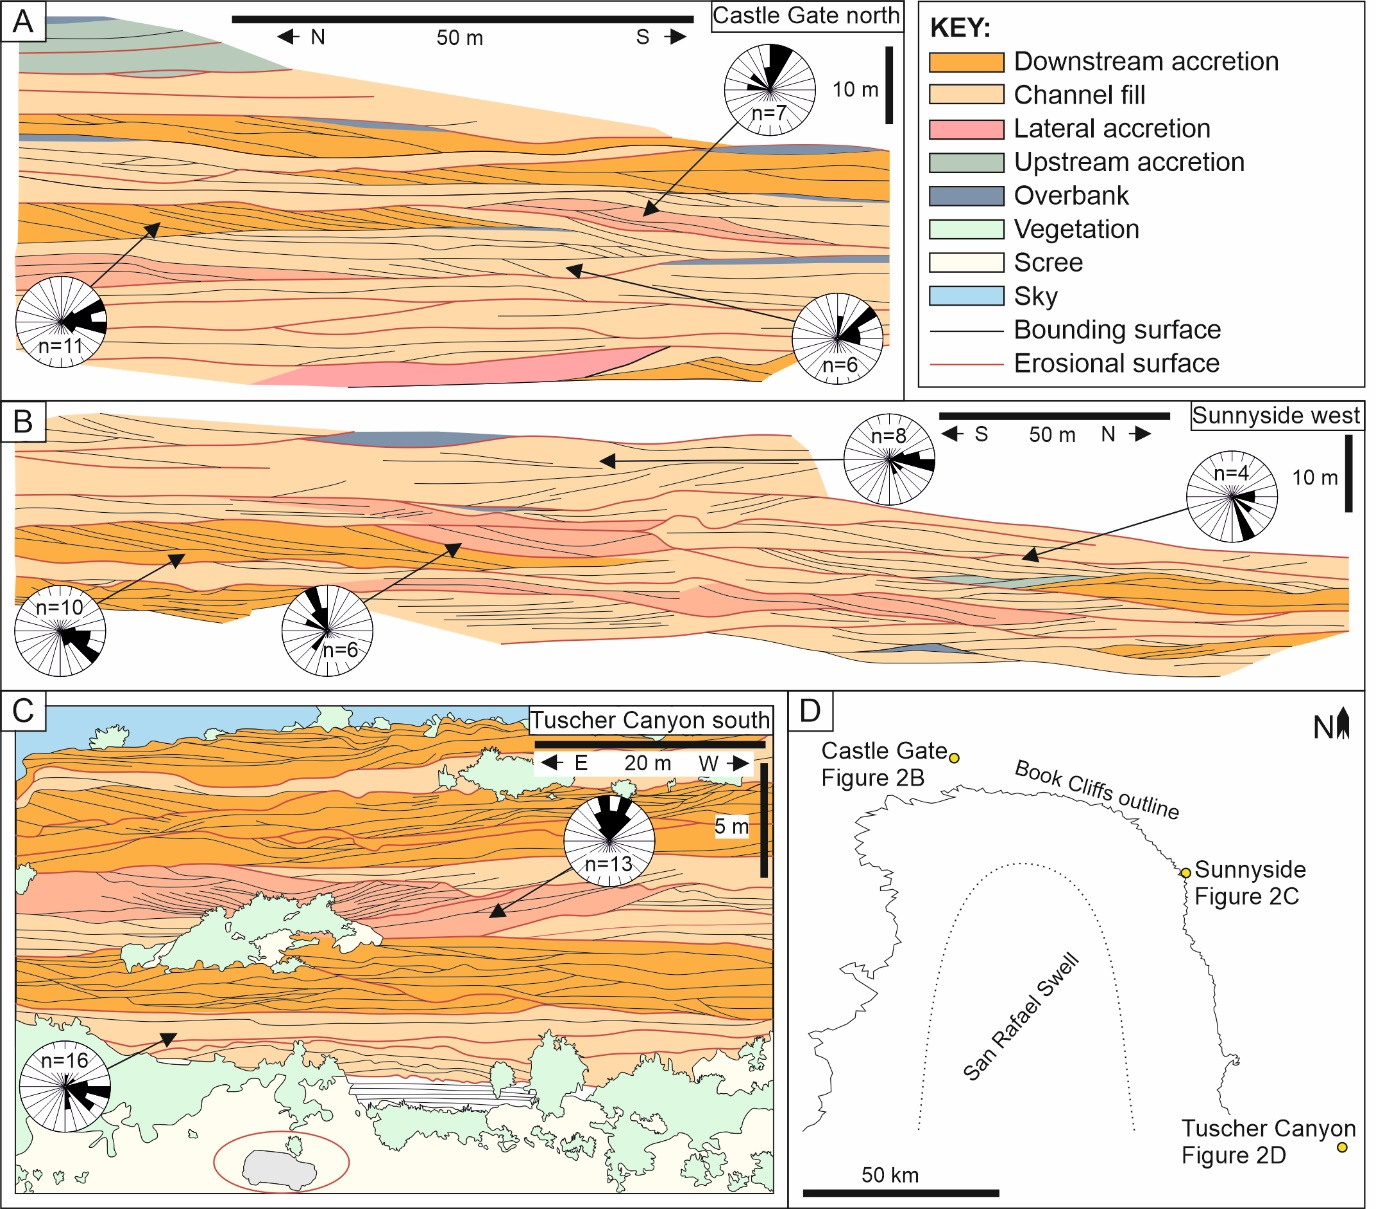 A
Castle Gate north
N
50 m
S
10 m
n=7
n=11
n=6
KEY:
Downstream accretion
Channel fill
Lateral accretion
Upstream accretion
Overbank
Vegetation
Scree
Sky
Bounding surface
Erosional surface
B
Sunnyside west
S
50 m
N
10 m
n=8
n=4
n=10
n=6
C
Tuscher Canyon south
E
20 m
W
5 m
n=13
n=16
D
N
Castle Gate
Figure 2B
Book Cliffs outline
Sunnyside
Figure 2C
San Rafael Swell
Tuscher Canyon
Figure 2D
50 km